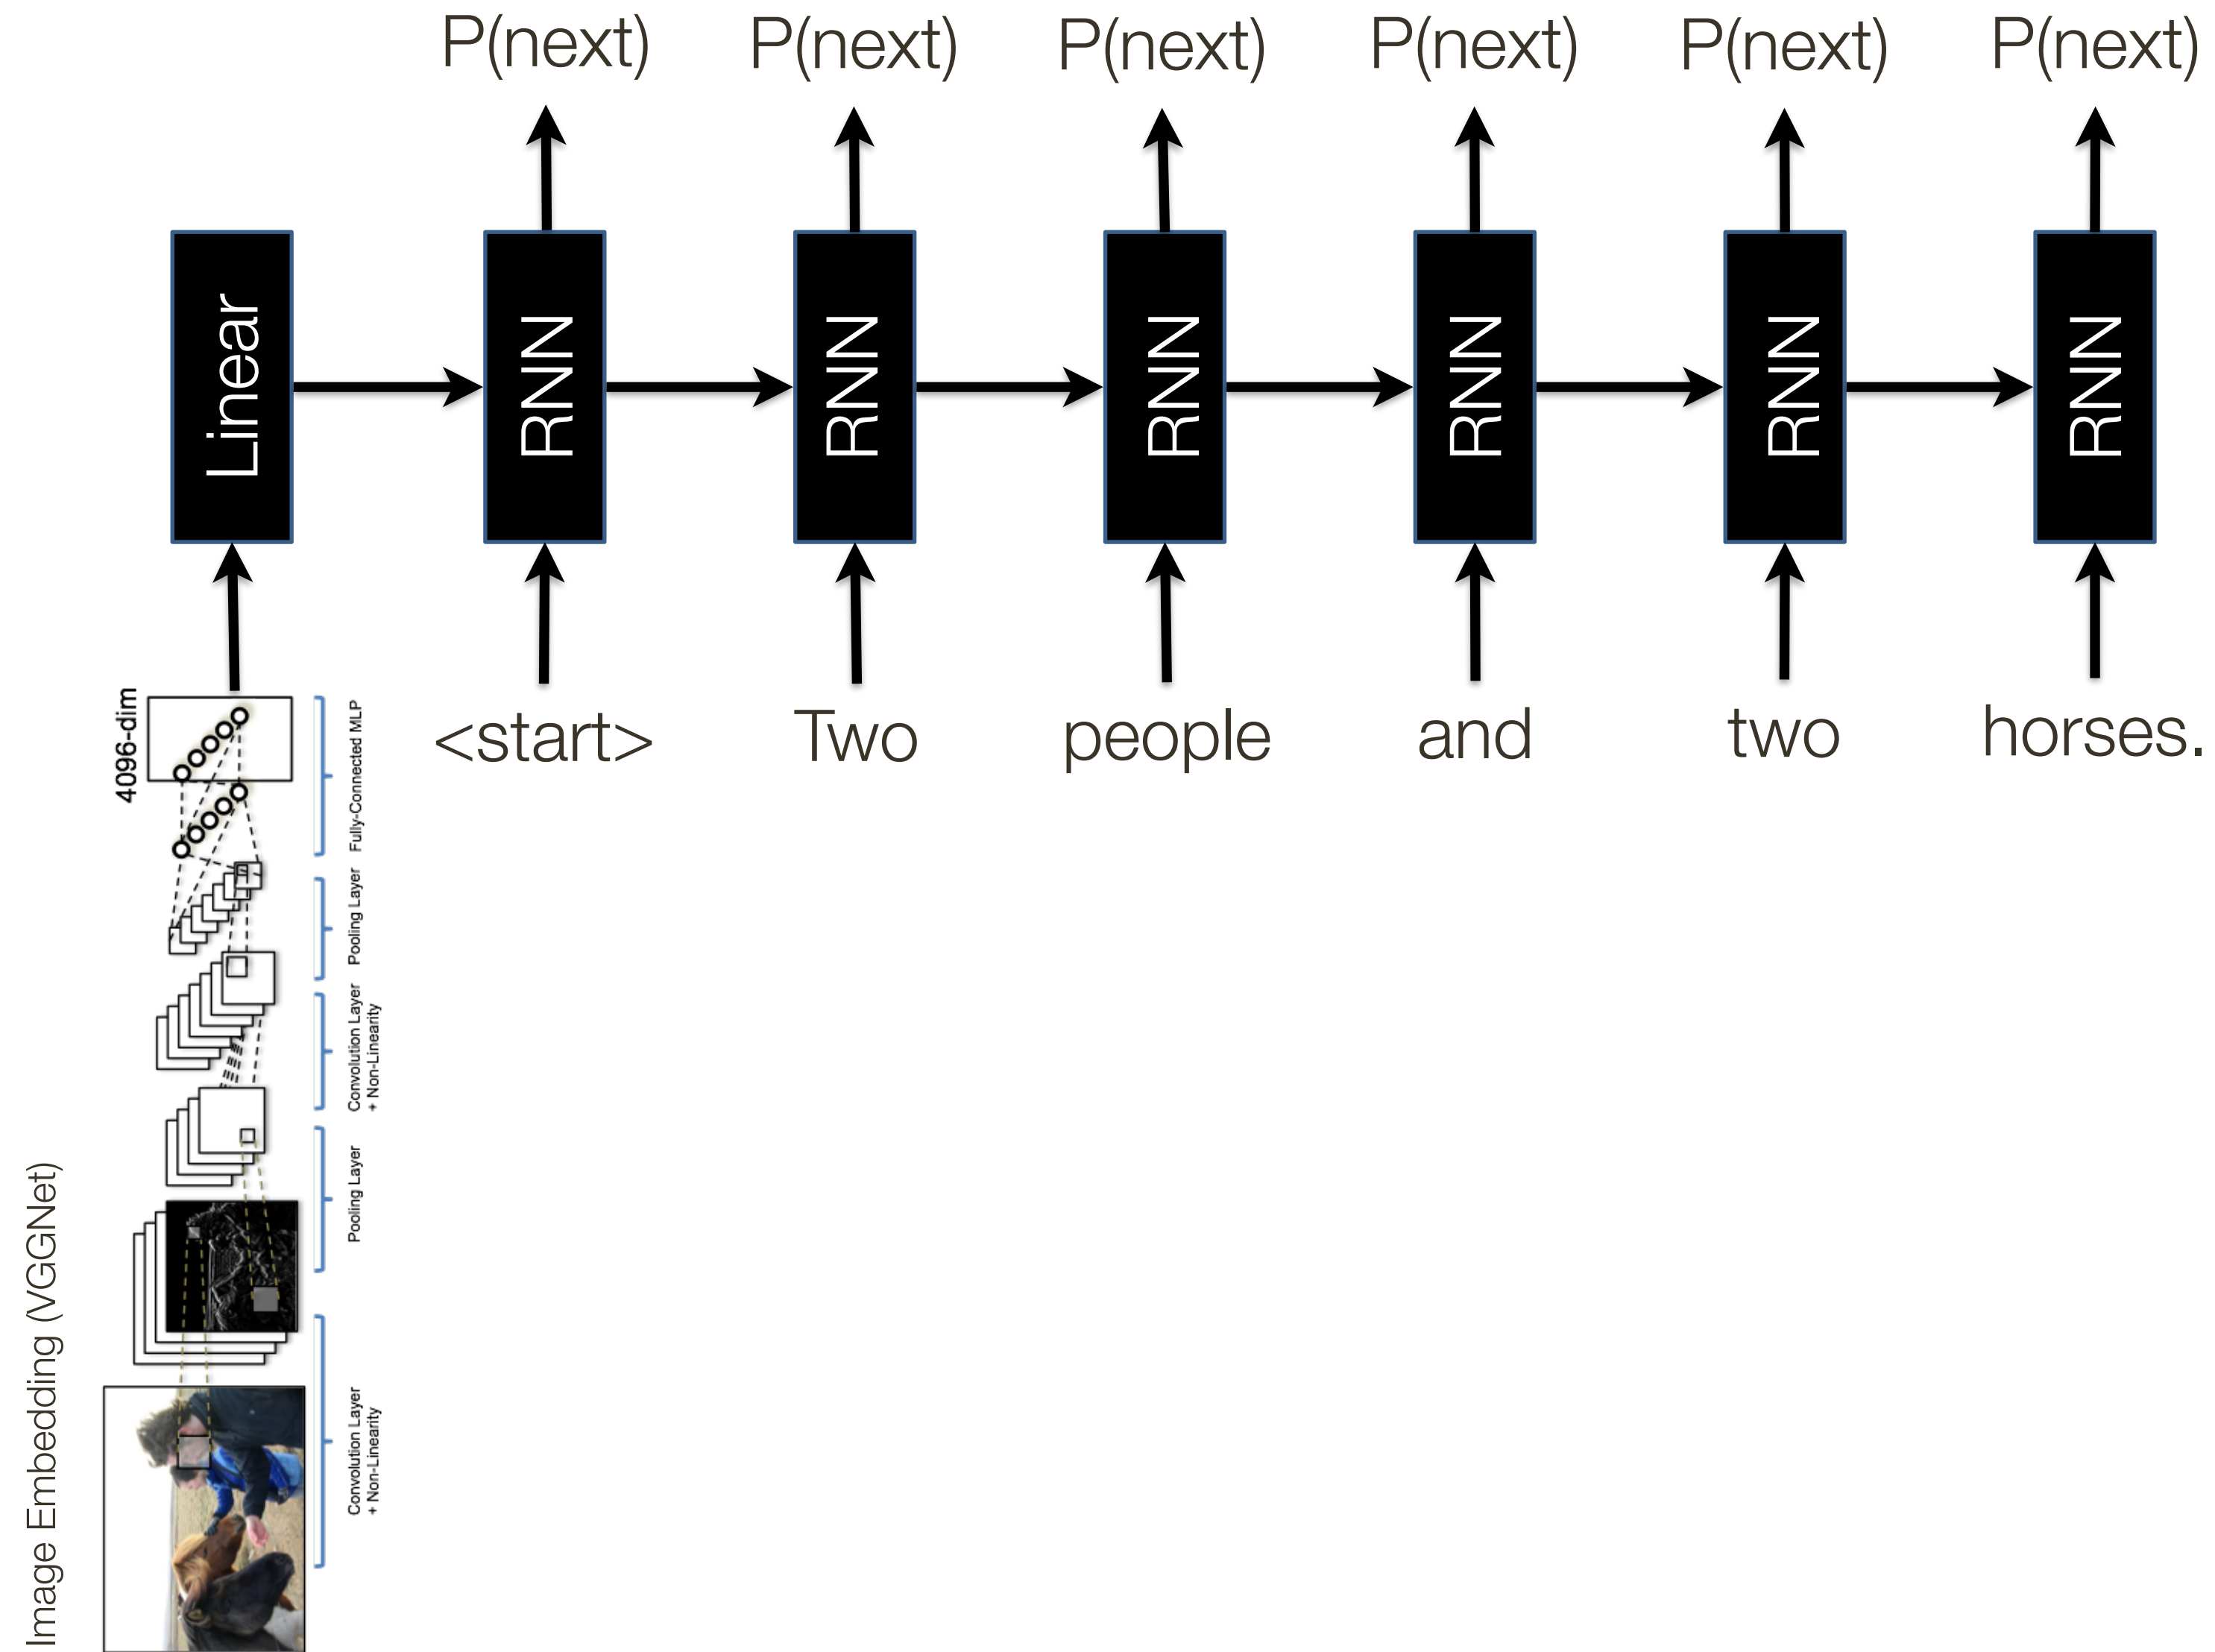 P(next) P(next) P(next) P(next) P(next) P(next)
Linear RNN RNN RNN RNN RNN RNN
<start> Two people and two horses.
4096-dim
Fully-Connected MLP
Pooling Layer
Convolution Layer
+ Non-Linearity
Pooling Layer
Convolution Layer
+ Non-Linearity
Image Embedding (VGGNet)